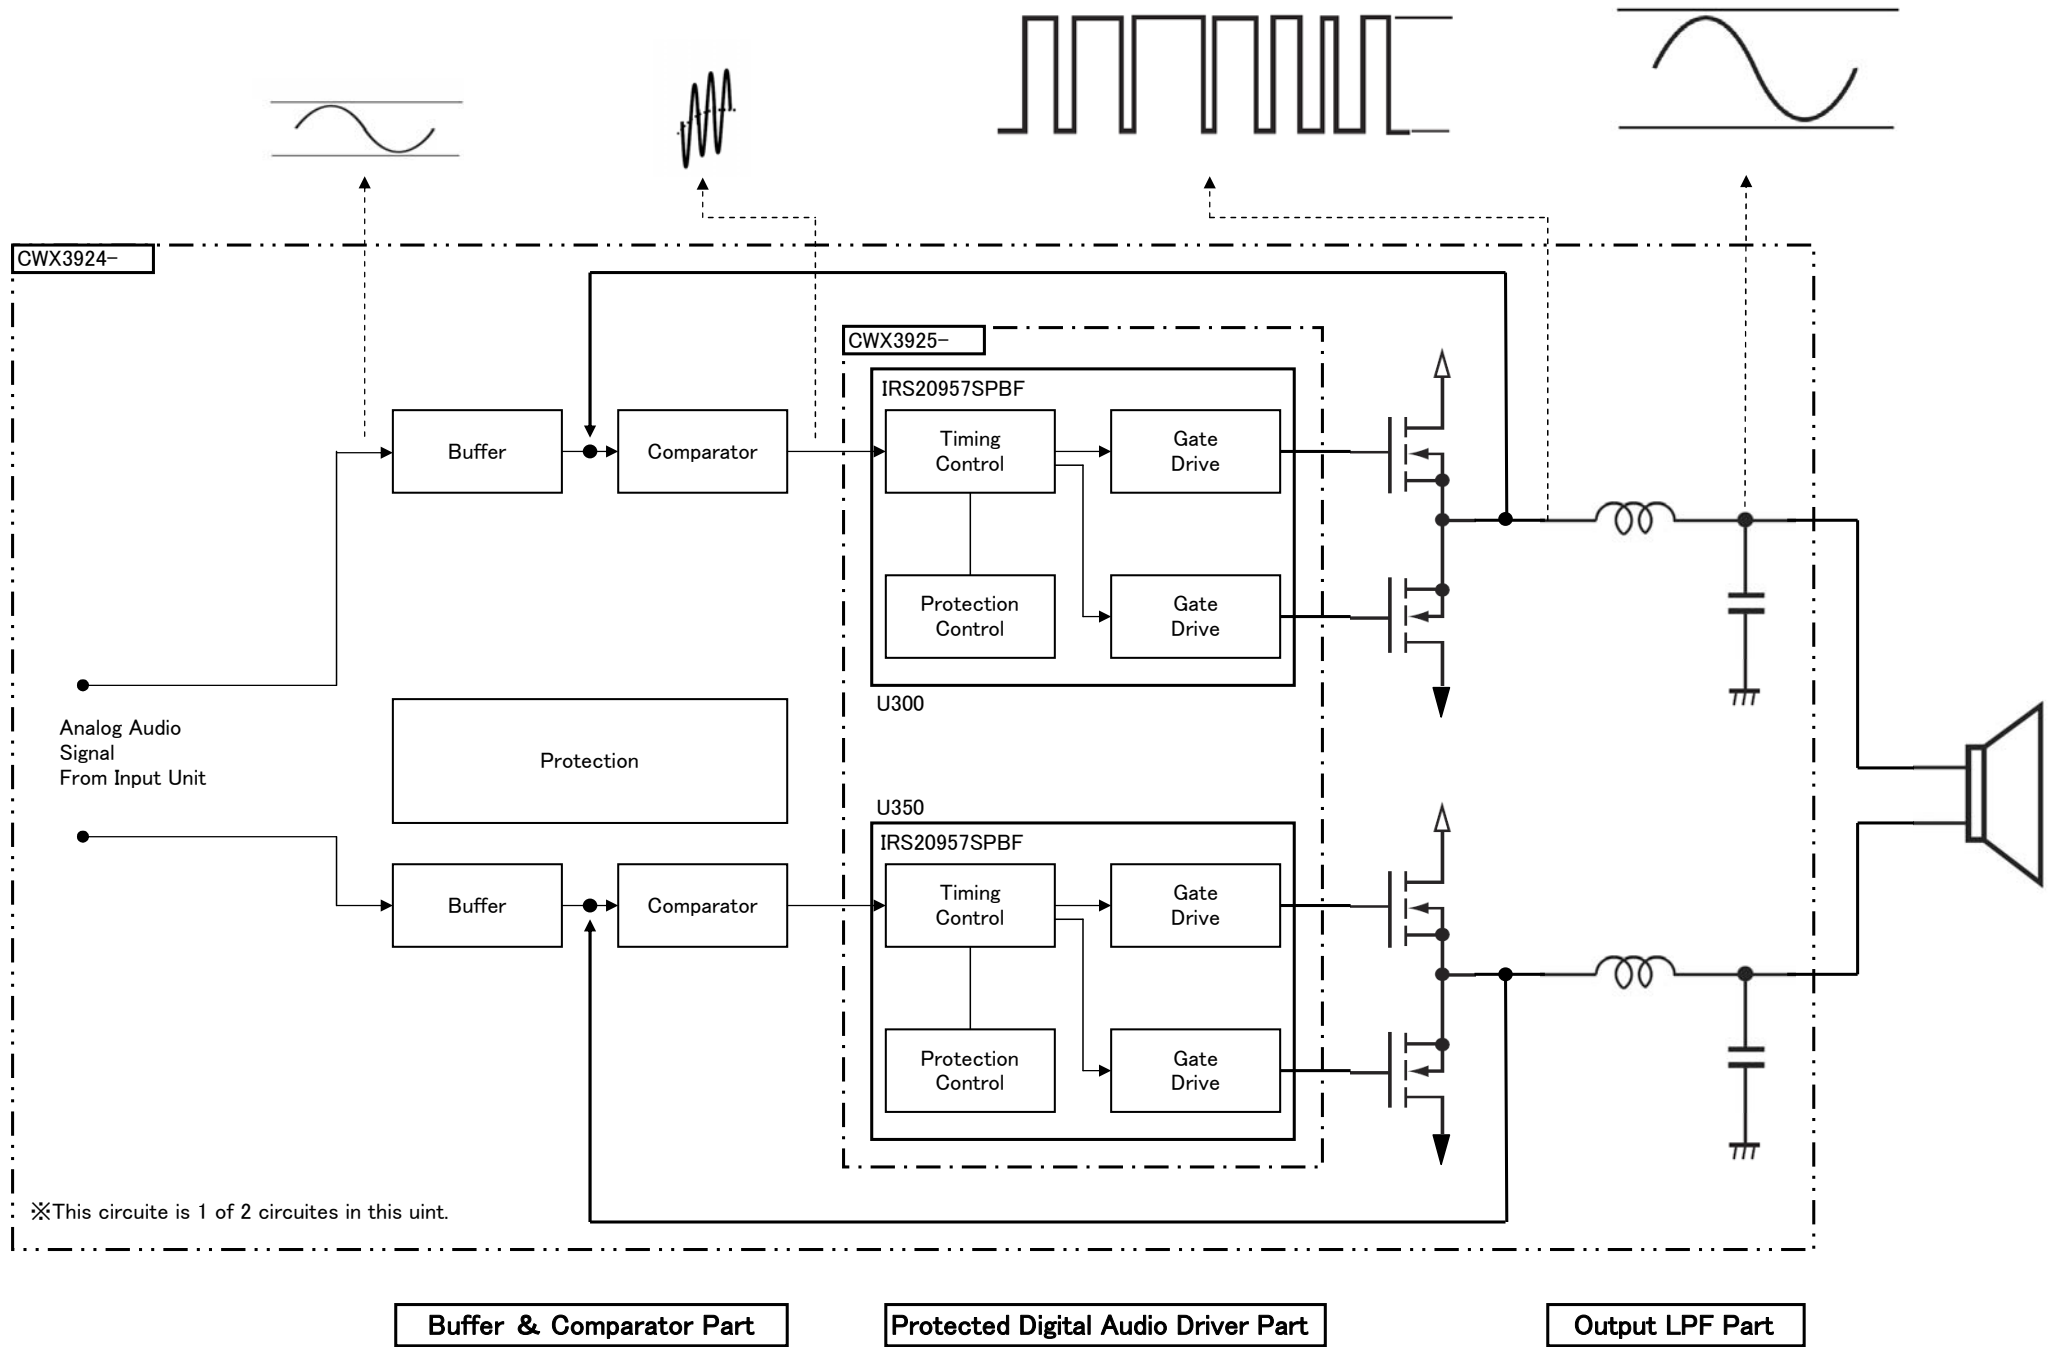 CWX3924-
CWX3925-
IRS20957SPBF
Buffer
Comparator
Timing
Control
Gate
Drive
Protection
Control
Gate
Drive
U300
Analog Audio
Signal
From Input Unit
Protection
U350
IRS20957SPBF
Buffer
Comparator
Timing
Control
Gate
Drive
Protection
Control
Gate
Drive
※This circuite is 1 of 2 circuites in this uint.
Buffer & Comparator Part
Protected Digital Audio Driver Part
Output LPF Part